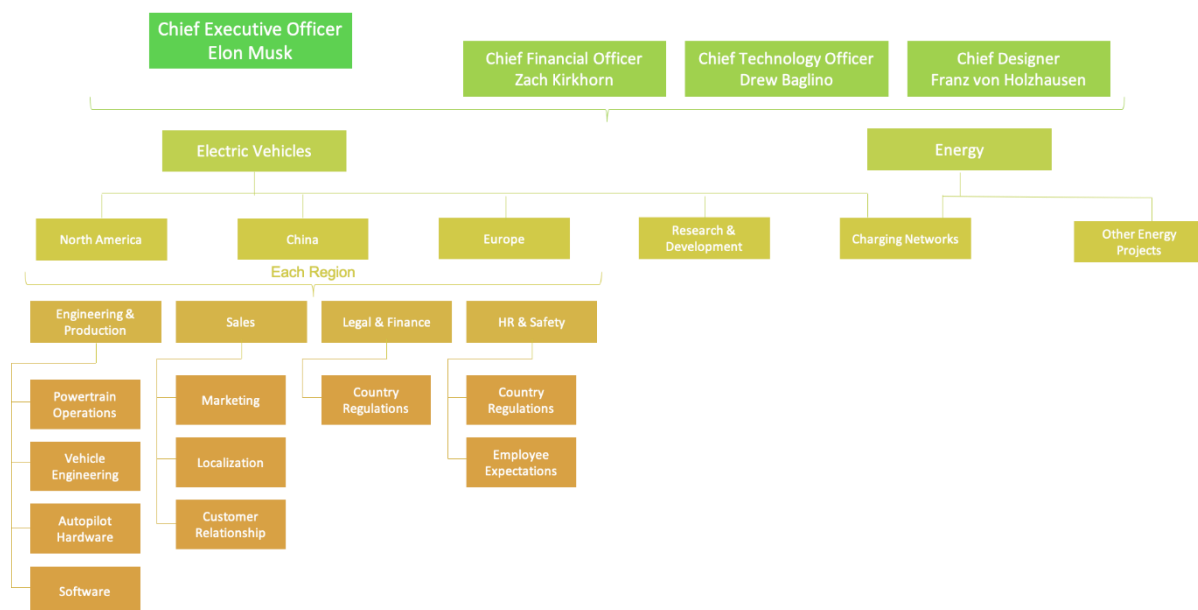 Chief Executive Officer
Elon Musk
Chief Financial Officer
Zach Kirkhorn
Chief Technology Officer
Drew Baglino
Chief Designer
Franz von Holzhausen
Electric Vehicles
Energy
North America
China
Europe
Research &
Development
Charging Networks
Other Energy
Projects
Each Region
Engineering &
Production
Sales
Legal & Finance
HR & Safety
Powertrain
Operations
Marketing
Country
Regulations
Country
Regulations
Vehicle
Engineering
Localization
Employee
Expectations
Autopilot
Hardware
Customer
Relationship
Software